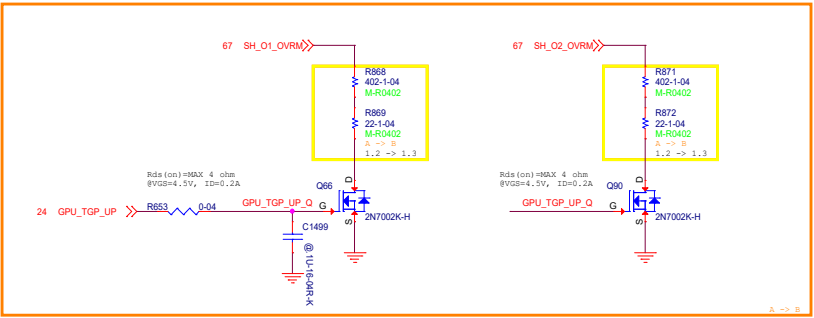 67 SH_O1_OVRM
R868
402-1-04
M-R0402
R869
22-1-04
M-R0402
A -> B
1.2 -> 1.3
Rds(on)=MAX 4 ohm
@VGS=4.5V, ID=0.2A
D
Q66
24 GPU_TGP_UP
R653
0-04
GPU_TGP_UP_Q
G
S
2N7002K-H
C1499
@.1U-16-04R-K
67 SH_O2_OVRM
R871
402-1-04
M-R0402
R872
22-1-04
M-R0402
A -> B
1.2 -> 1.3
Rds(on)=MAX 4 ohm
@VGS=4.5V, ID=0.2A
D
Q90
GPU_TGP_UP_Q
G
S
2N7002K-H
A -> B